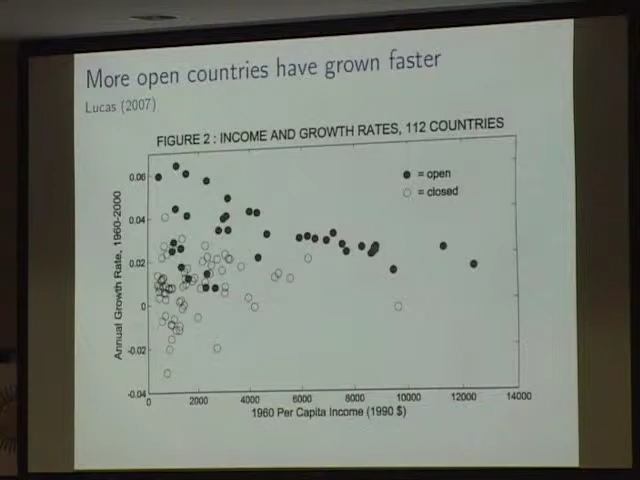 More open countries have grown faster
Lucas (2007)
FIGURE 2 : INCOME AND GROWTH RATES, 112 COUNTRIES
= open
= closed
0.06
0.04
0.02
0
-0.02
-0.04
Annual Growth Rate, 1960-2000
0 2000 4000 6000 8000 10000 12000 14000
1960 Per Capita Income (1990 $)